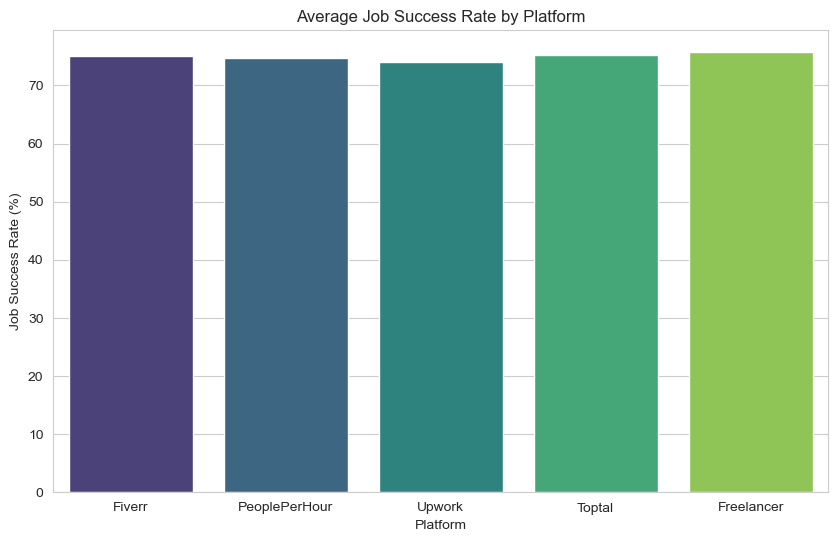 Average Job Success Rate by Platform
Job Success Rate (%)
70
60
50
40
30
20
10
0
Fiverr PeoplePerHour Upwork Toptal Freelancer
Platform